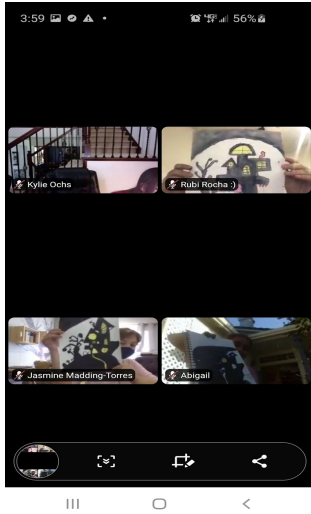 3:59 56%
Kylie Ochs
Rubi Rocha :)
Jasmine Madding-Torres
Abigail